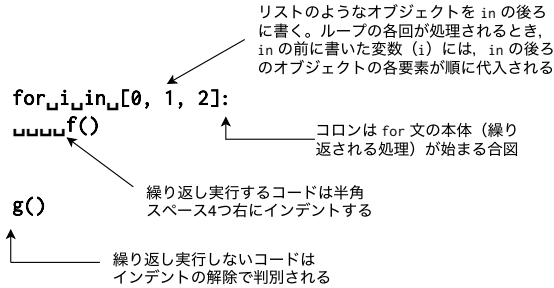 リストのようなオブジェクトを in の後ろ
に書く。ループの各回が処理されるとき，
in の前に書いた変数（i）には，in の後ろ
のオブジェクトの各要素が順に代入される
for␣i␣in␣[0, 1, 2]:
␣␣␣␣f()
コロンは for 文の本体（繰り
返される処理）が始まる合図
繰り返し実行するコードは半角
スペース4つ右にインデントする
g()
繰り返し実行しないコードは
インデントの解除で判別される